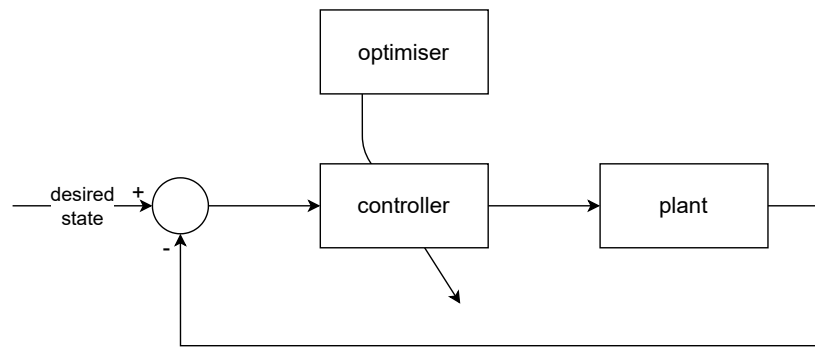 optimiser
desired
state
+
-
controller
plant